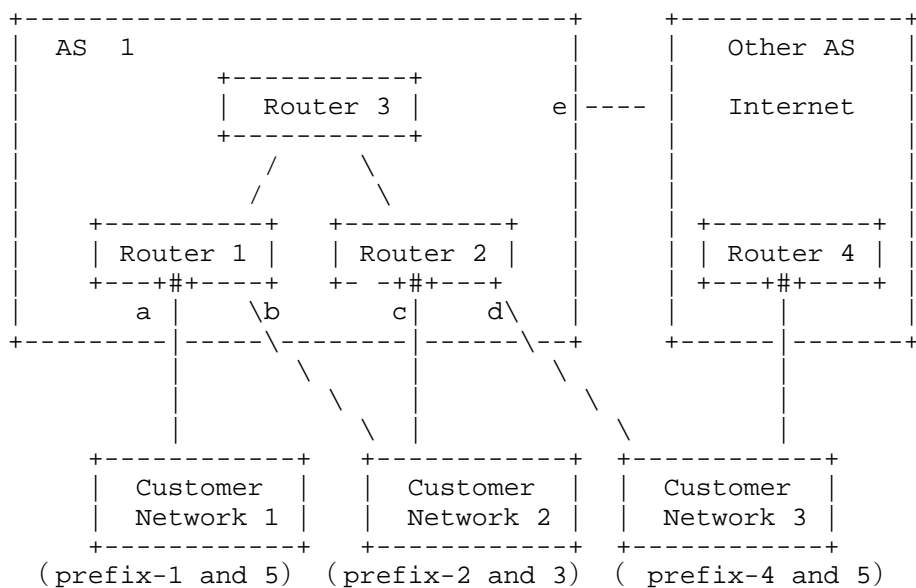 AS 1 Other AS
Router 3 e Internet
Router 1 Router 2 Router 4
# # #
a b c d
Customer Customer Customer
Network 1 Network 2 Network 3
(prefix-1 and 5) (prefix-2 and 3) ( prefix-4 and 5)